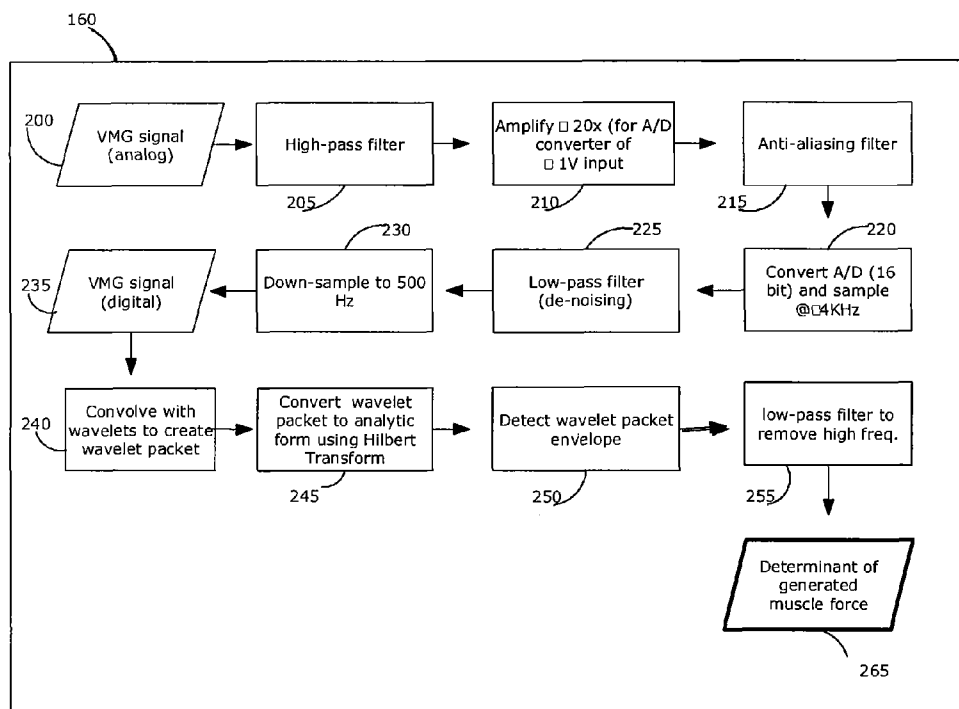 160
200
VMG signal
(analog)
High-pass filter
205
Amplify □ 20x (for A/D
converter of
□ 1V input
210
Anti-aliasing filter
215
220
Convert A/D (16
bit) and sample
@□4KHz
225
Low-pass filter
(de-noising)
230
Down-sample to 500
Hz
235
VMG signal
(digital)
240
Convolve with
wavelets to create
wavelet packet
Convert wavelet
packet to analytic
form using Hilbert
Transform
245
Detect wavelet packet
envelope
250
low-pass filter to
remove high freq.
255
Determinant of
generated
muscle force
265